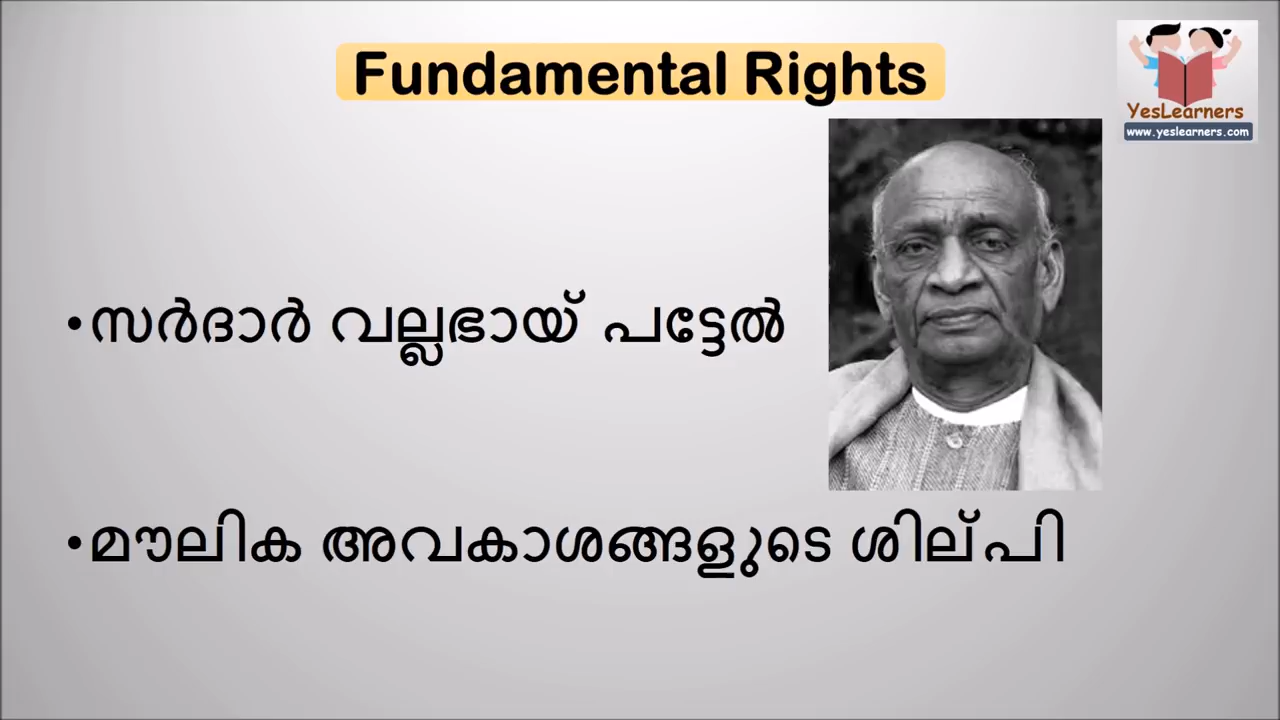 Fundamental Rights
YesLearners
www.yeslearners.com
•സർദാർ വല്ലഭായ് പട്ടേൽ
•മൗലിക അവകാശങ്ങളുടെ ശില്‌പി